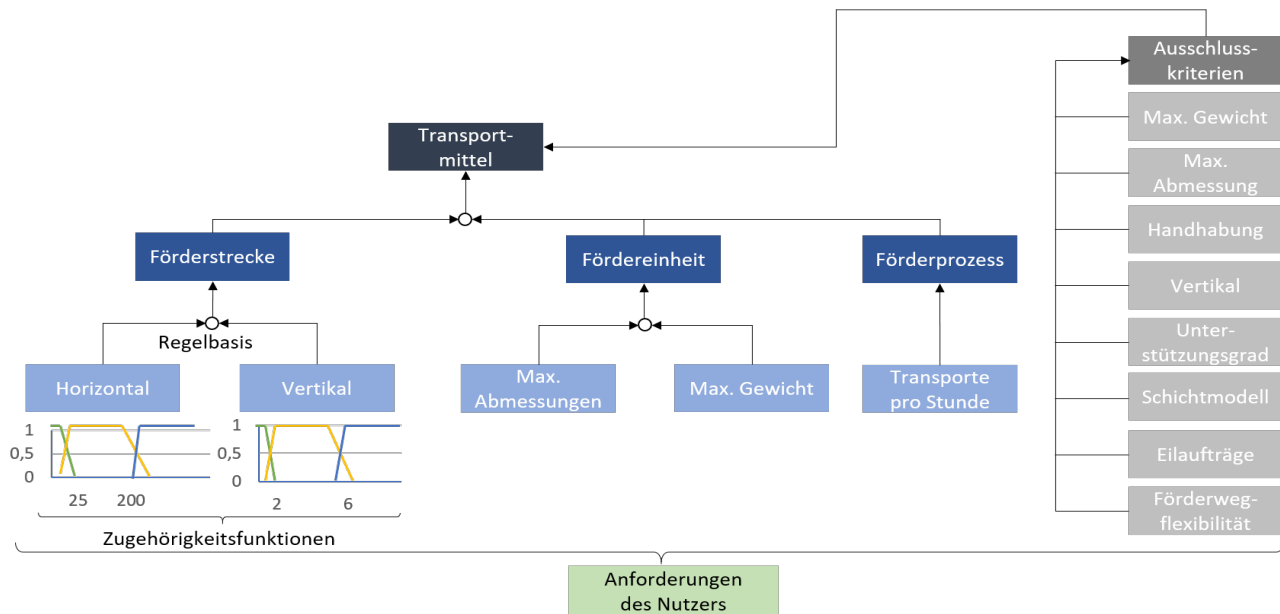 Ausschluss-
kriterien
Max. Gewicht
Max.
Abmessung
Handhabung
Vertikal
Unter-
stützungsgrad
Schichtmodell
Eilaufträge
Förderweg-
flexibilität
Transport-
mittel
Förderstrecke
Fördereinheit
Förderprozess
Regelbasis
Horizontal
Vertikal
Max.
Abmessungen
Max. Gewicht
Transporte
pro Stunde
1
0,5
0
25
200
1
0,5
0
2
6
Zugehörigkeitsfunktionen
Anforderungen
des Nutzers